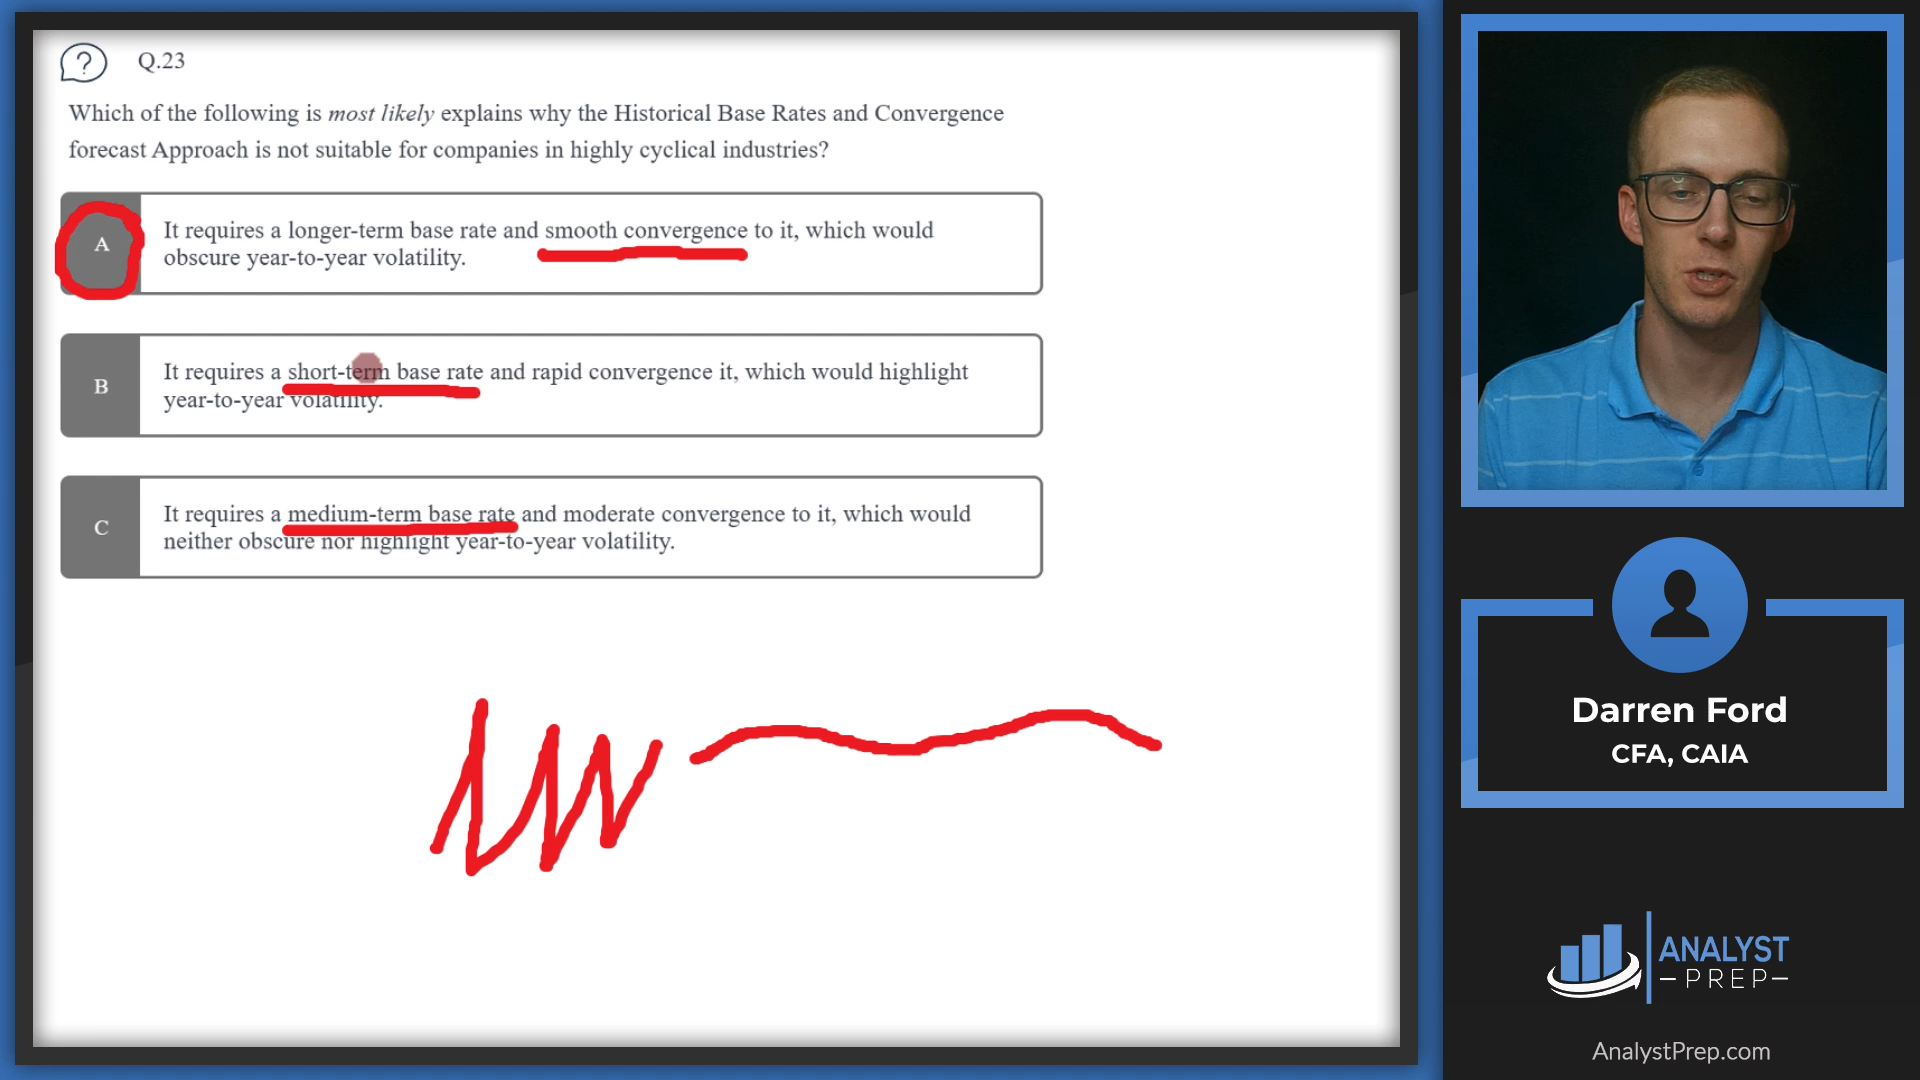 ?
Q.23
Which of the following is most likely explains why the Historical Base Rates and Convergence
forecast Approach is not suitable for companies in highly cyclical industries?
A
It requires a longer-term base rate and smooth convergence to it, which would
obscure year-to-year volatility.
B
It requires a short-term base rate and rapid convergence it, which would highlight
year-to-year volatility.
C
It requires a medium-term base rate and moderate convergence to it, which would
neither obscure nor highlight year-to-year volatility.
Darren Ford
CFA, CAIA
ANALYST
PREP
AnalystPrep.com